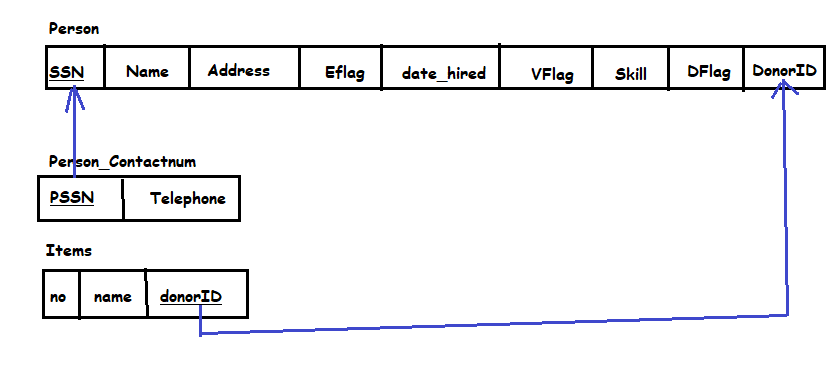 Person
SSN Name Address Eflag date_hired VFlag Skill DFlag DonorID
Person_Contactnum
PSSN Telephone
Items
no name donorID